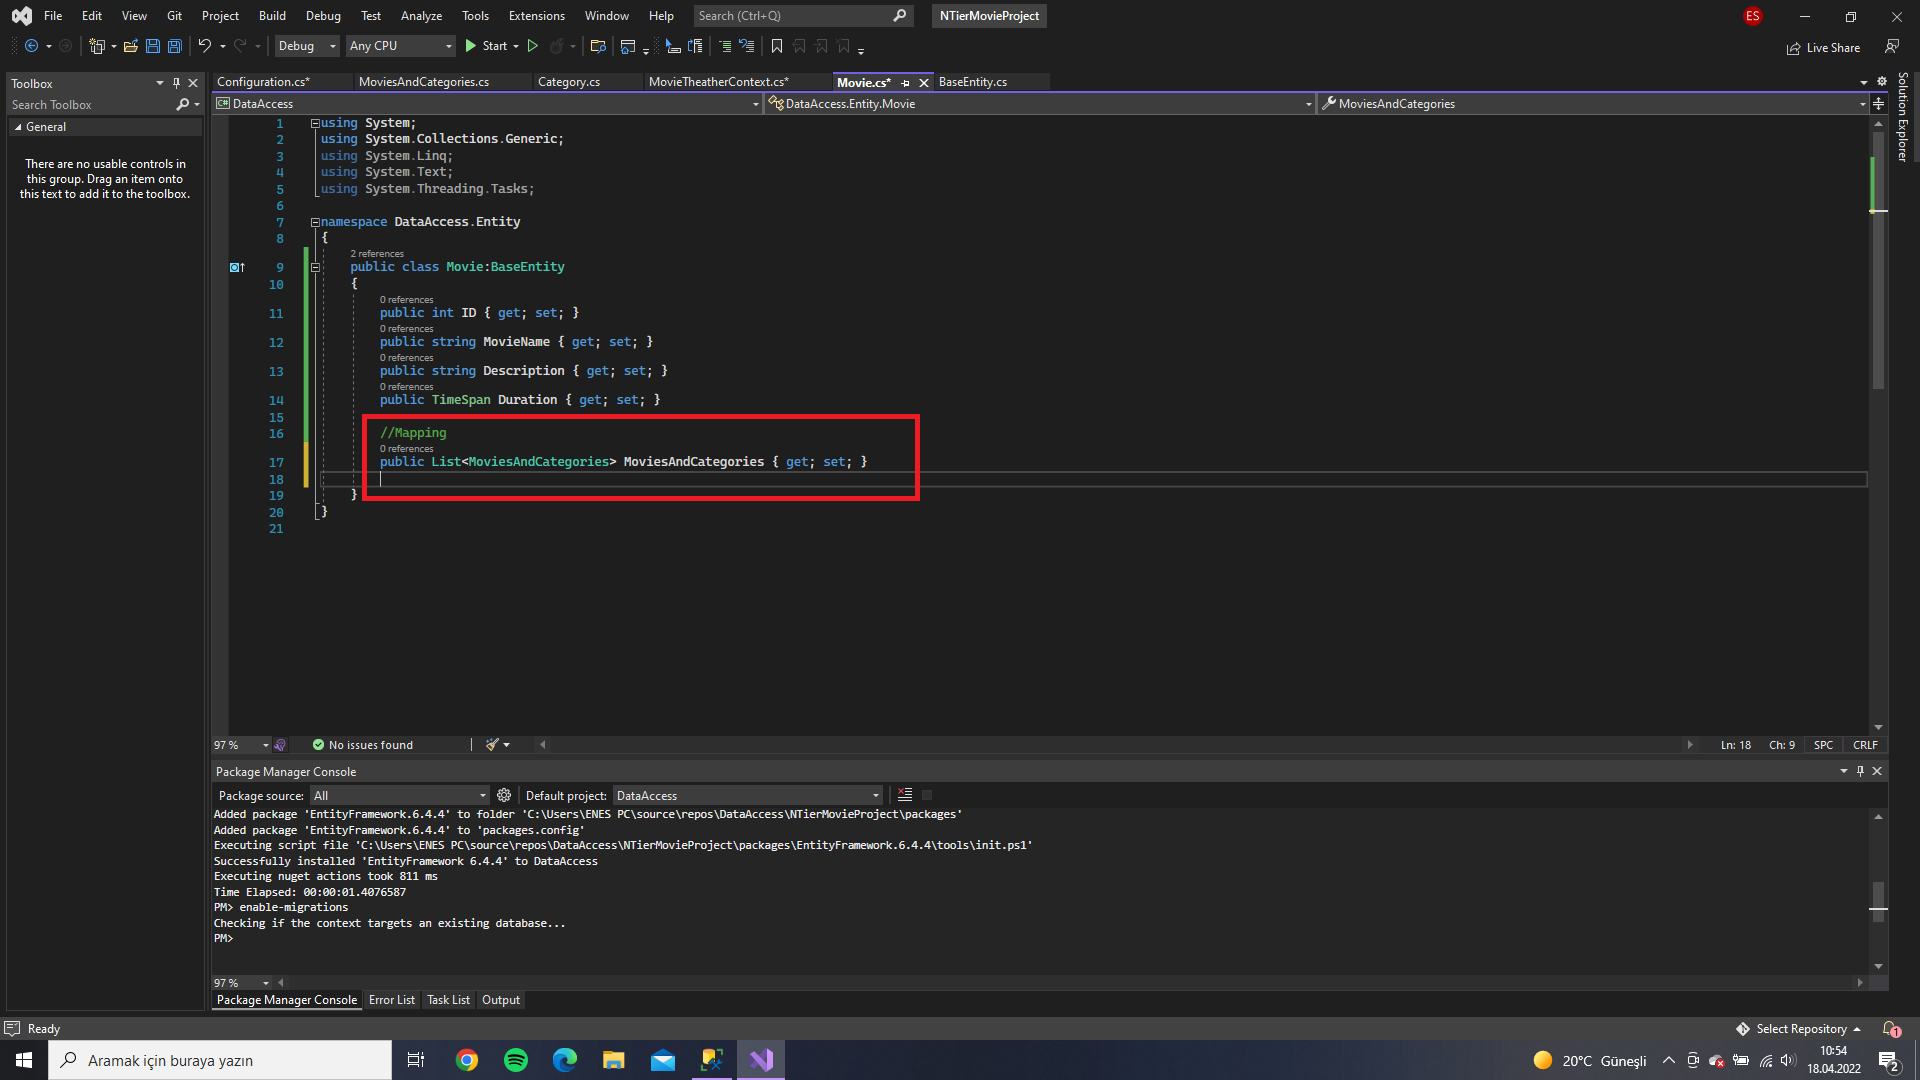 File Edit View Git Project Build Debug Test Analyze Tools Extensions Window Help Search (Ctrl+Q) NTierMovieProject ES
Debug Any CPU Start Live Share
Toolbox
Search Toolbox
General
There are no usable controls in
this group. Drag an item onto
this text to add it to the toolbox.
Configuration.cs* MoviesAndCategories.cs Category.cs MovieTheatherContext.cs* Movie.cs* BaseEntity.cs
C# DataAccess DataAccess.Entity.Movie MoviesAndCategories
Solution Explorer
1 using System;
2 using System.Collections.Generic;
3 using System.Linq;
4 using System.Text;
5 using System.Threading.Tasks;
6
7 namespace DataAccess.Entity
8 {
2 references
9 public class Movie:BaseEntity
10 {
0 references
11 public int ID { get; set; }
0 references
12 public string MovieName { get; set; }
0 references
13 public string Description { get; set; }
0 references
14 public TimeSpan Duration { get; set; }
15
16 //Mapping
0 references
17 public List<MoviesAndCategories> MoviesAndCategories { get; set; }
18
19 }
20 }
21
97 % No issues found Ln: 18 Ch: 9 SPC CRLF
Package Manager Console
Package source: All Default project: DataAccess
Added package 'EntityFramework.6.4.4' to folder 'C:\Users\ENES PC\source\repos\DataAccess\NTierMovieProject\packages'
Added package 'EntityFramework.6.4.4' to 'packages.config'
Executing script file 'C:\Users\ENES PC\source\repos\DataAccess\NTierMovieProject\packages\EntityFramework.6.4.4\tools\init.ps1'
Successfully installed 'EntityFramework 6.4.4' to DataAccess
Executing nuget actions took 811 ms
Time Elapsed: 00:00:01.4076587
PM> enable-migrations
Checking if the context targets an existing database...
PM>
97 %
Package Manager Console Error List Task List Output
Ready Select Repository 1
Aramak için buraya yazın 20°C Güneşli 10:54
18.04.2022 2